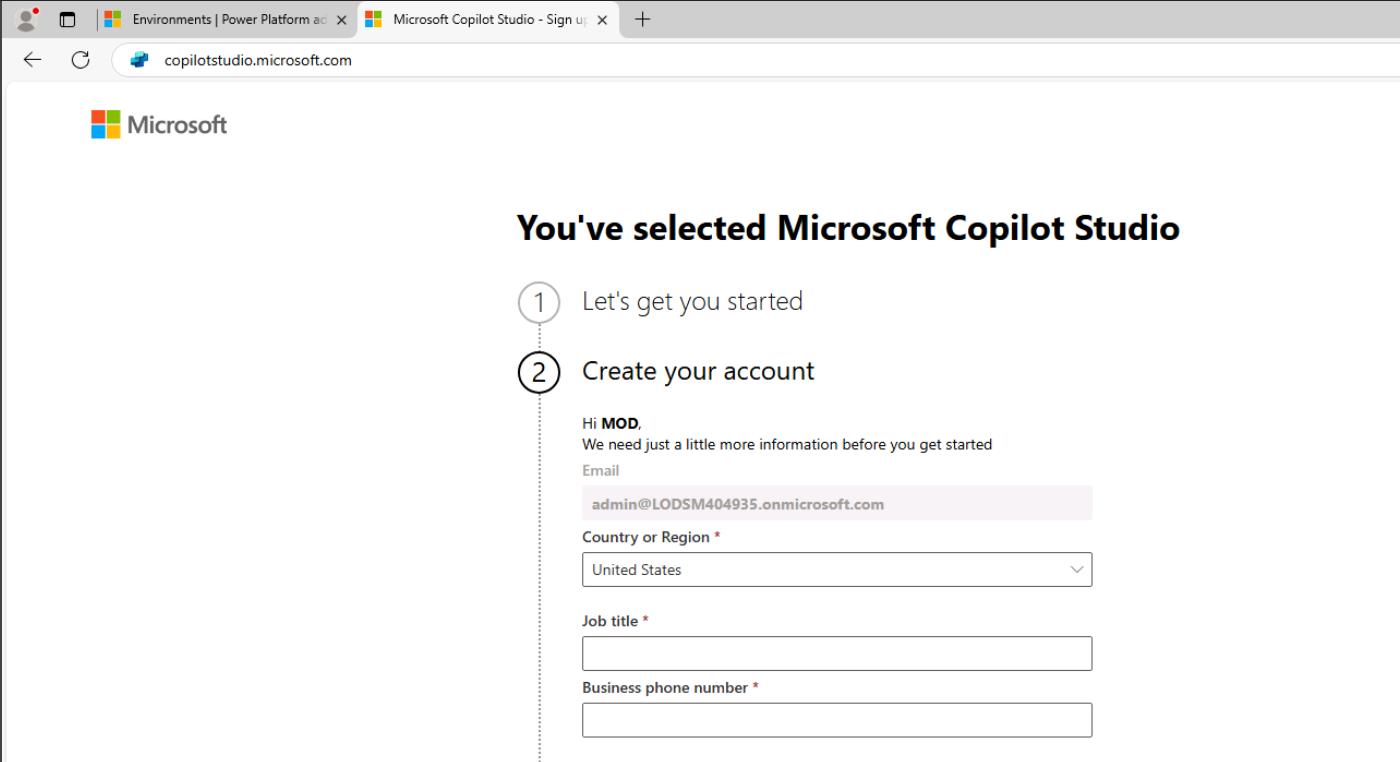 Environments | Power Platform ad
Microsoft Copilot Studio - Sign up
copilotstudio.microsoft.com
Microsoft
You've selected Microsoft Copilot Studio
1 Let's get you started
2 Create your account
Hi MOD,
We need just a little more information before you get started
Email
admin@LODSM404935.onmicrosoft.com
Country or Region *
United States
Job title *
Business phone number *